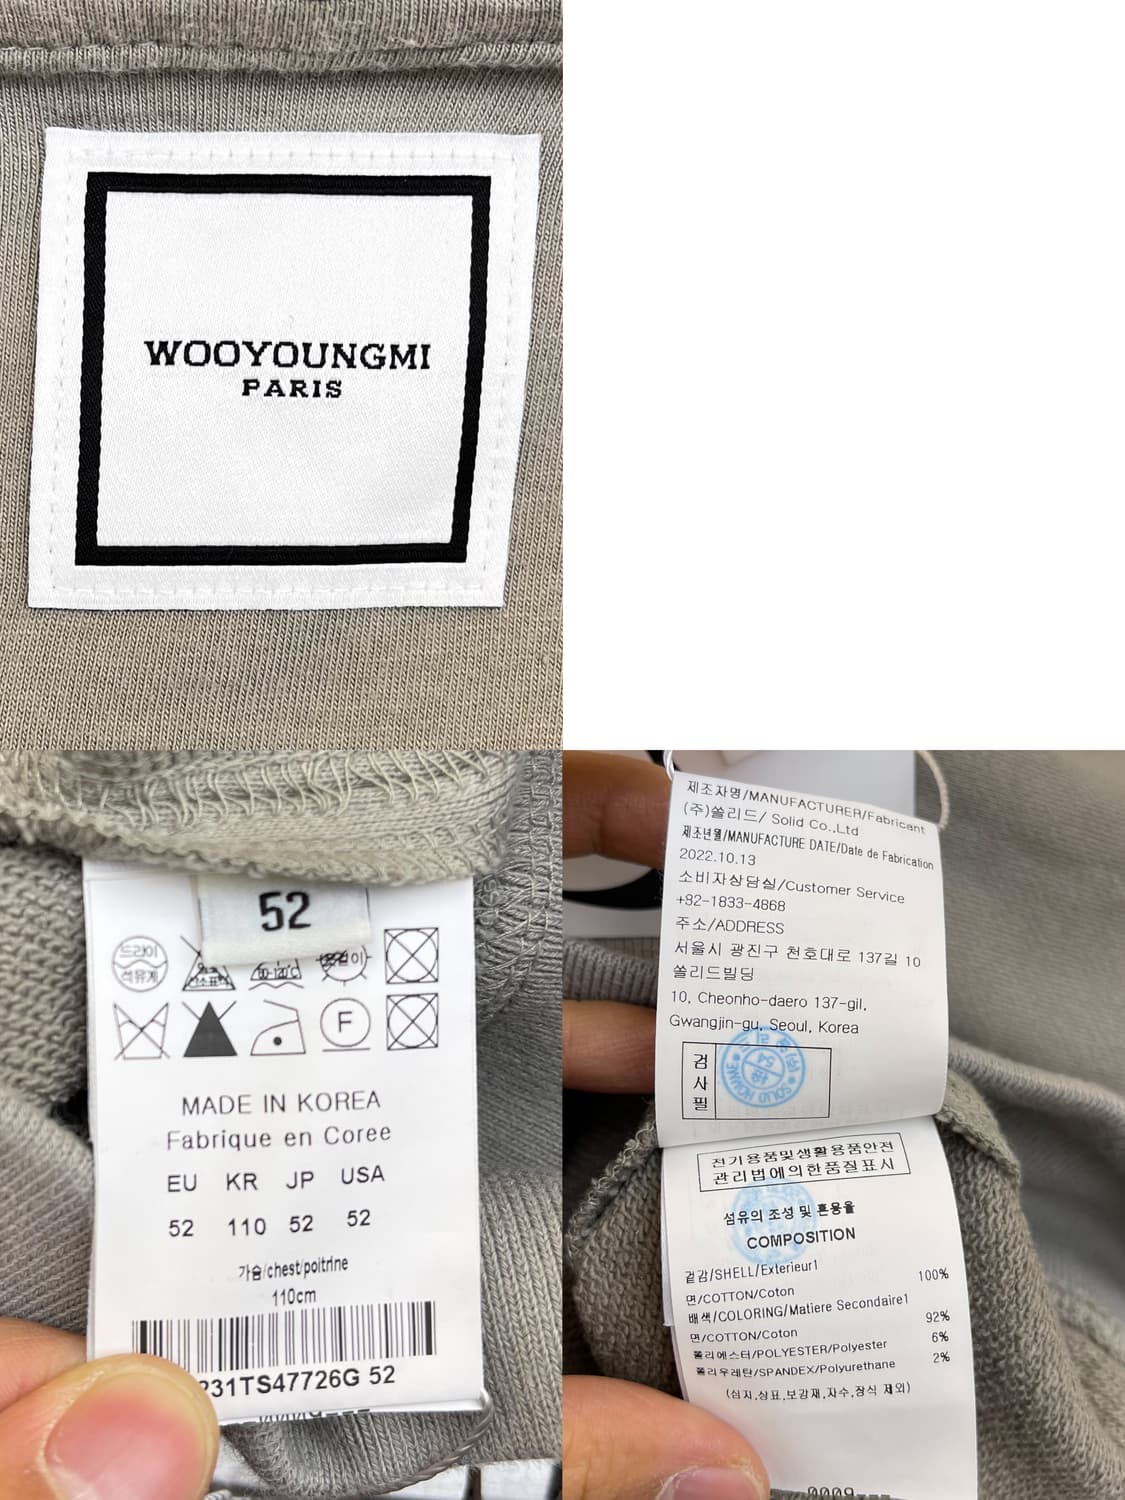 WOOYOUNGMI
PARIS
52
드라이
석유계
MADE IN KOREA
Fabrique en Coree
EU KR JP USA
52 110 52 52
가슴/chest/poitrine
110cm
231TS47726G 52
F
제조자명/MANUFACTURER/Fabricant
(주)쏠리드/ Solid Co.,Ltd
제조년월/MANUFACTURE DATE/Date de Fabrication
2022.10.13
소비자상담실/Customer Service
+82-1833-4868
주소/ADDRESS
서울시 광진구 천호대로 137길 10
쏠리드빌딩
10, Cheonho-daero 137-gil,
Gwangjin-gu, Seoul, Korea
검사필
54
SOLID HOMME
전기용품및생활용품안전
관리법에의한품질표시
섬유의 조성 및 혼용율
COMPOSITION
겉감/SHELL/Exterieur1
면/COTTON/Coton 100%
배색/COLORING/Matiere Secondaire1
면/COTTON/Coton 92%
폴리에스터/POLYESTER/Polyester 6%
폴리우레탄/SPANDEX/Polyurethane 2%
(심지,상표,보강재,자수,장식 제외)